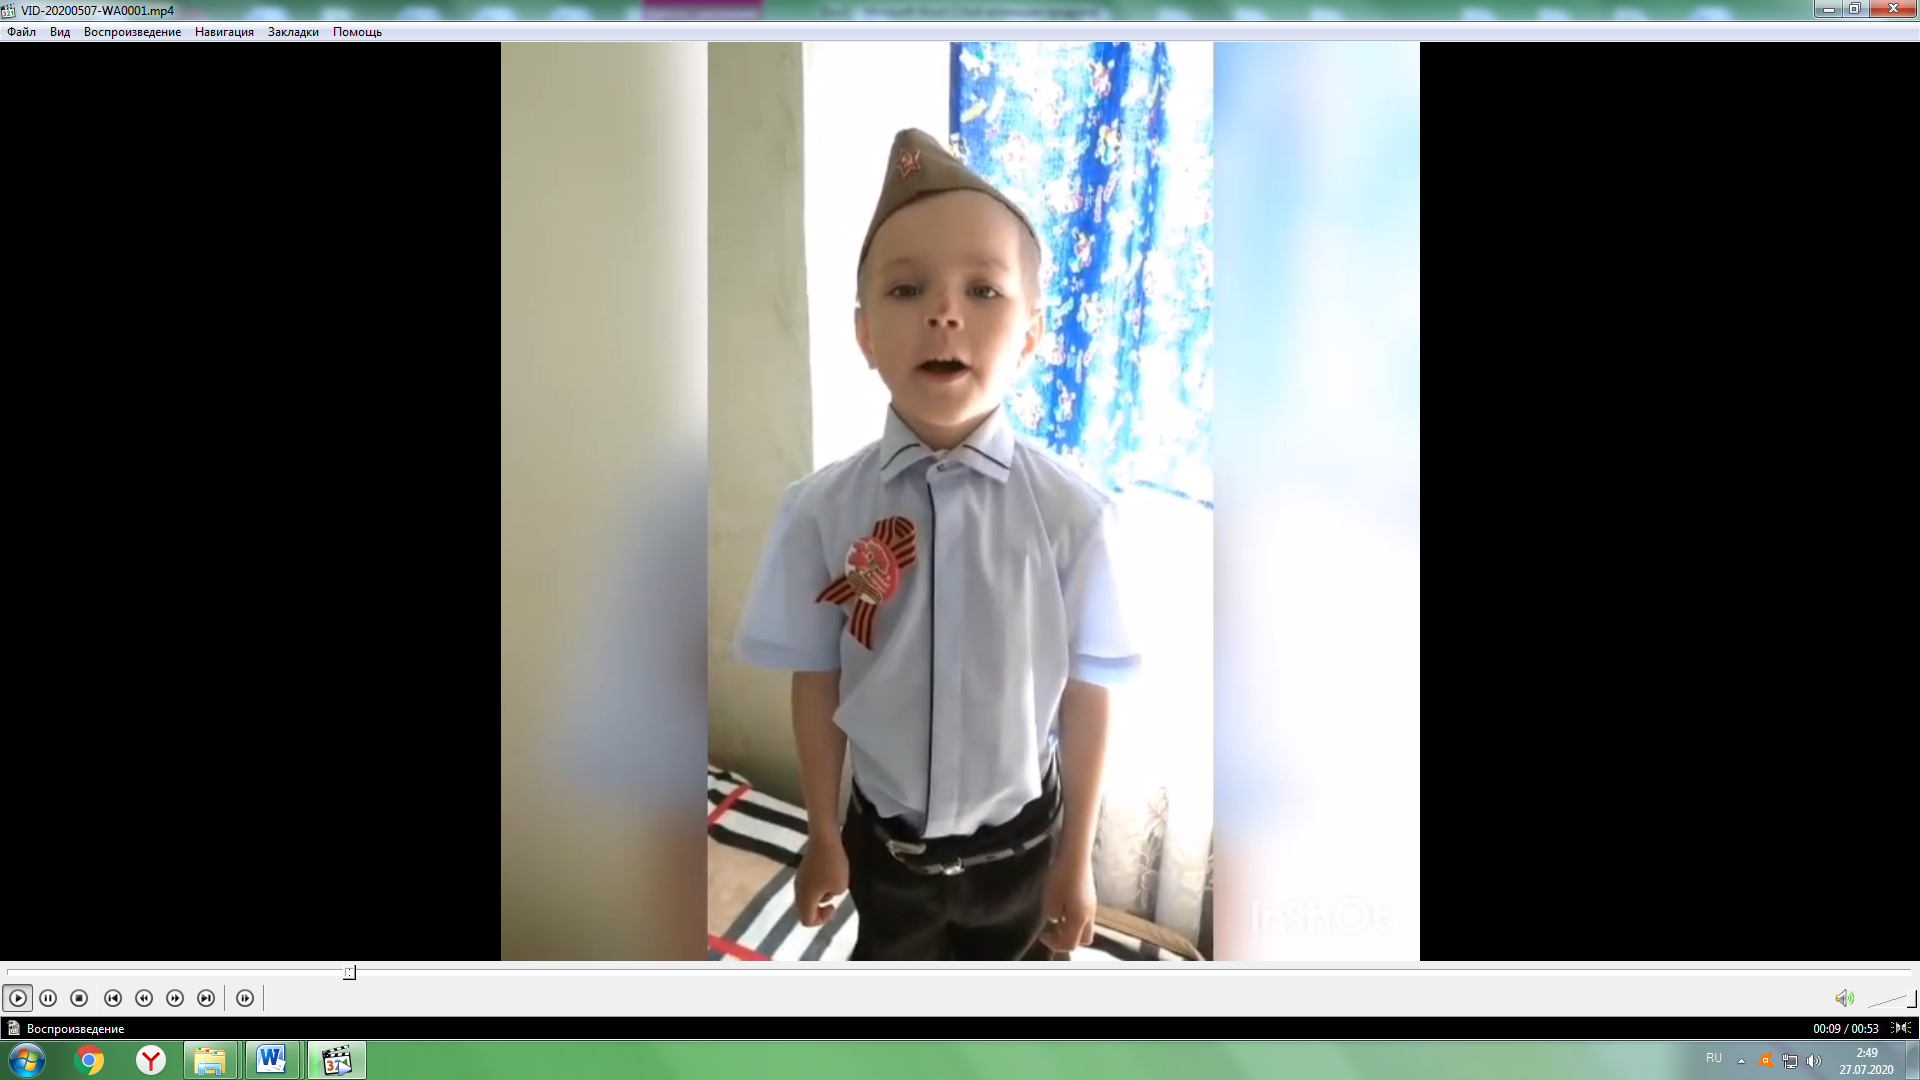 VID-20200507-WA0001.mp4
Файл Вид Воспроизведение Навигация Закладки Помощь
InShOt
Воспроизведение
00:09 / 00:53
RU
2:49
27.07.2020